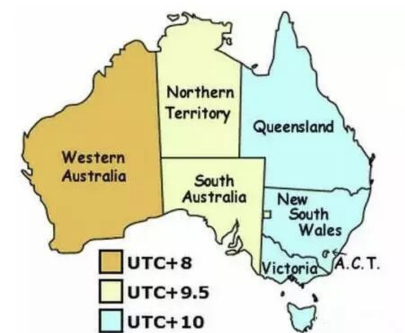 Northern
Territory
Queensland
Western
Australia
South
Australia
New
South
Wales
Victoria
A.C.T.
UTC+8
UTC+9.5
UTC+10